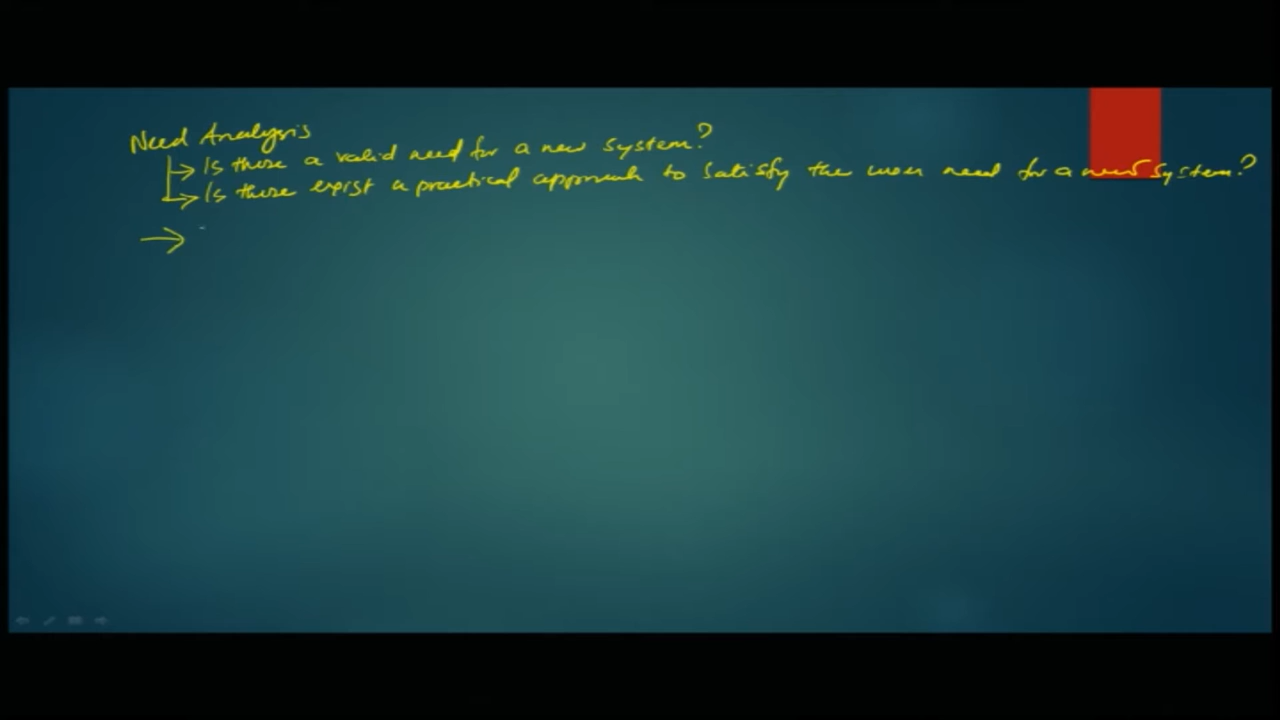 Need Analysis
Is there a valid need for a new system?
Is there exist a practical approach to satisfy the user need for a new system?